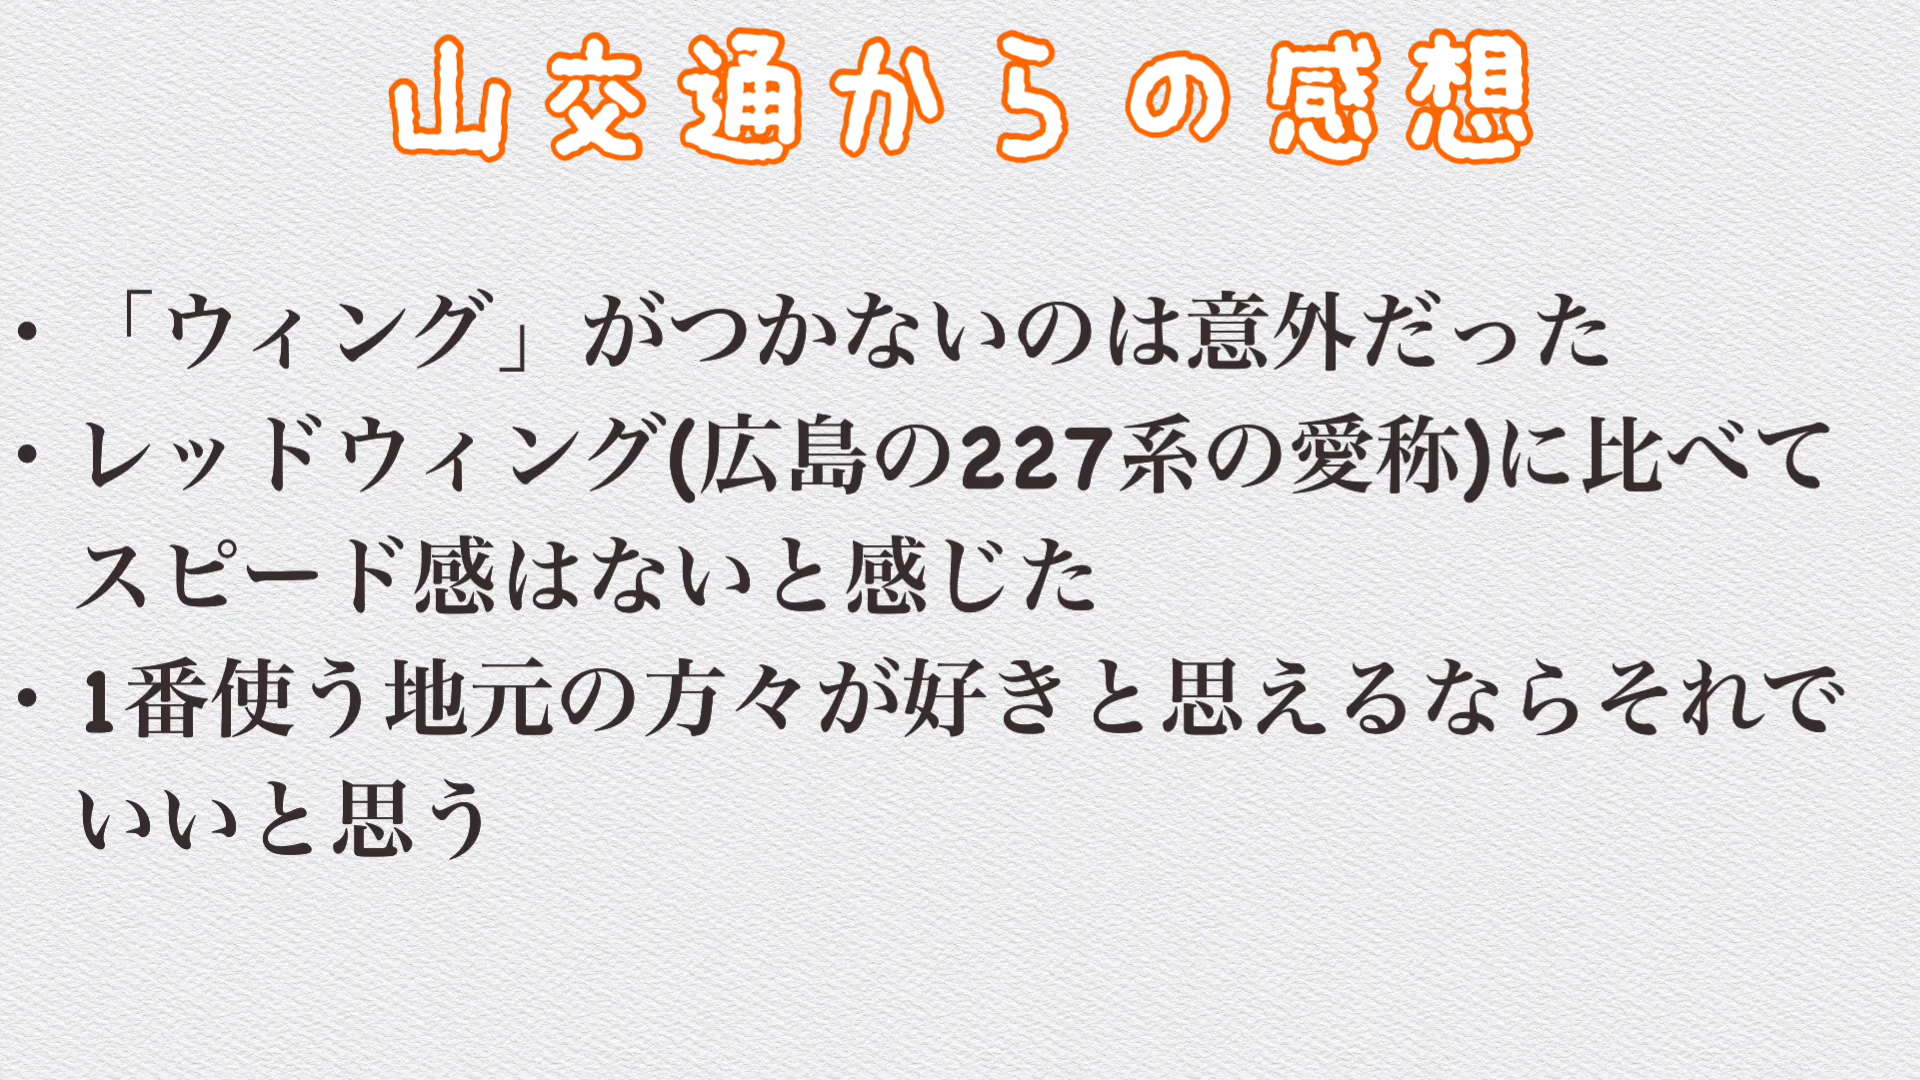 山交通からの感想
・「ウィング」がつかないのは意外だった
・レッドウィング(広島の227系の愛称)に比べて
スピード感はないと感じた
・1番使う地元の方々が好きと思えるならそれで
いいと思う